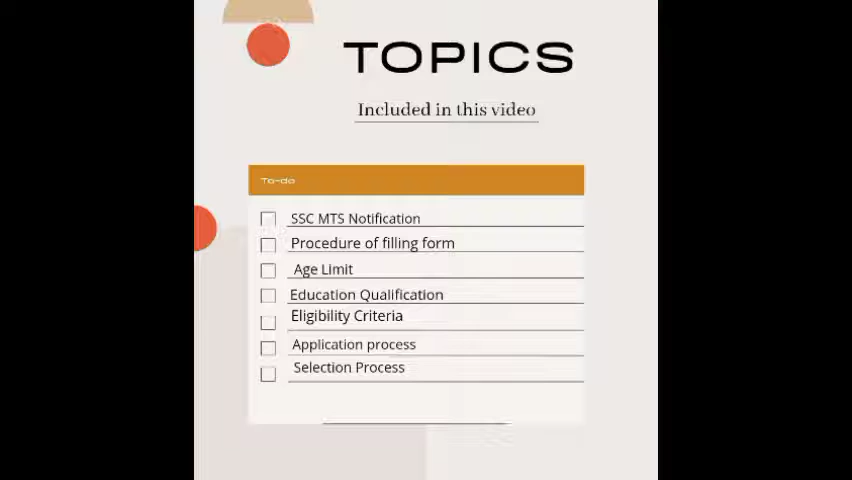 TOPICS
Included in this video
To-do
SSC MTS Notification
Procedure of filling form
Age Limit
Education Qualification
Eligibility Criteria
Application process
Selection Process